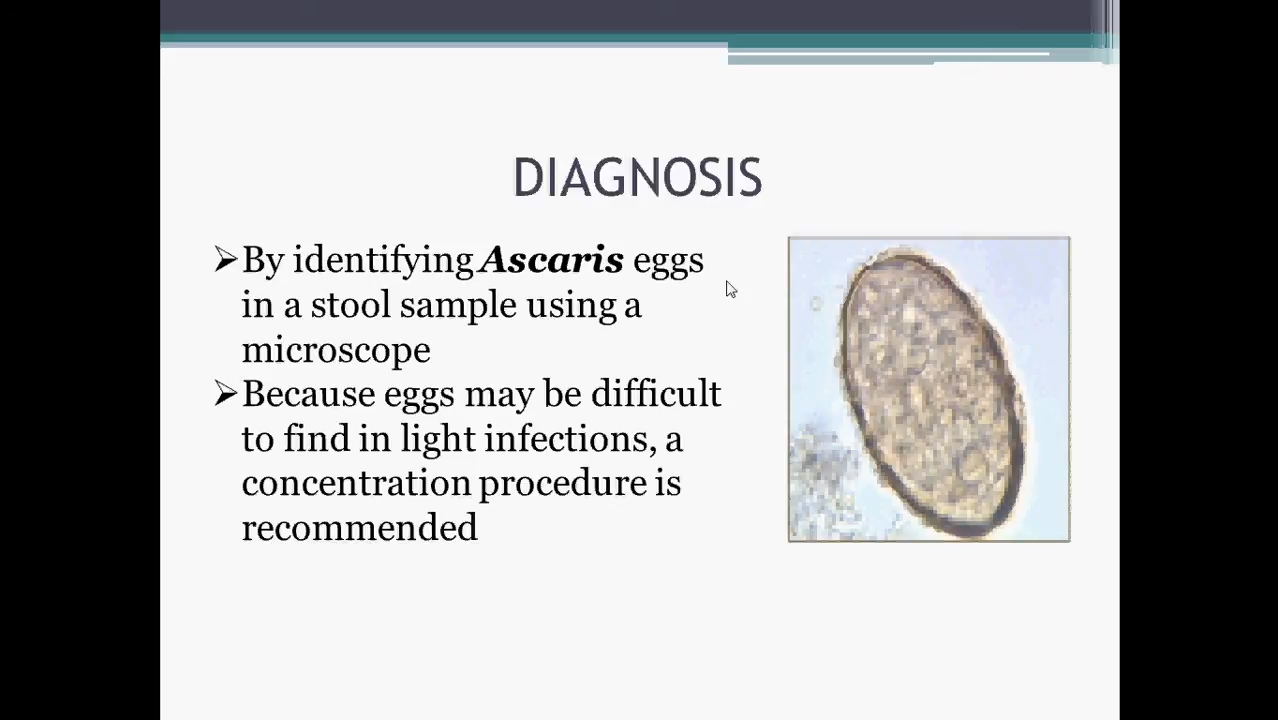 DIAGNOSIS
➢By identifying Ascaris eggs
in a stool sample using a
microscope
➢Because eggs may be difficult
to find in light infections, a
concentration procedure is
recommended